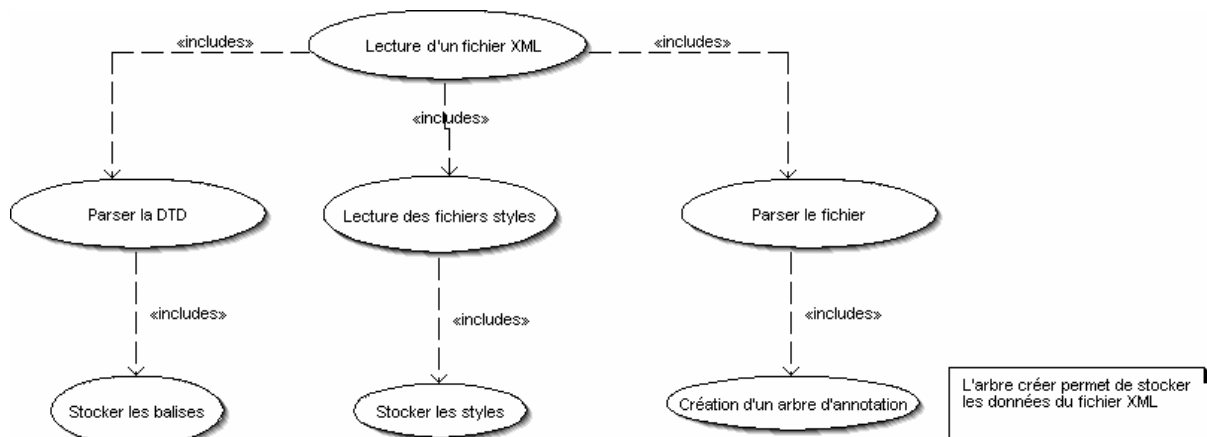 Lecture d'un fichier XML
«includes»
«includes»
«includes»
Parser la DTD
Lecture des fichiers styles
Parser le fichier
«includes»
«includes»
«includes»
Stocker les balises
Stocker les styles
Création d'un arbre d'annotation
L'arbre créer permet de stocker
les données du fichier XML